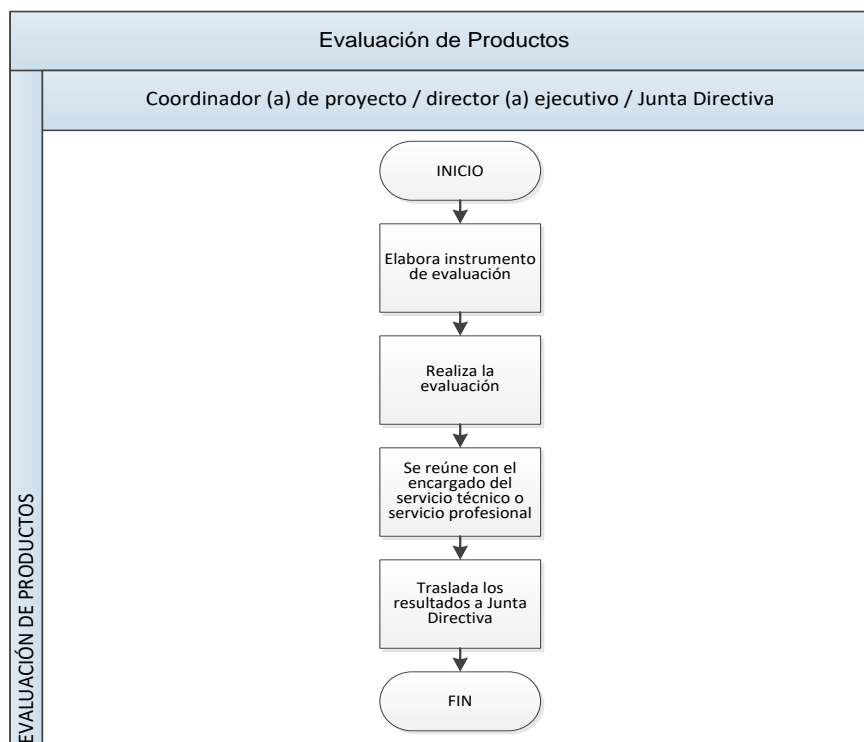 Evaluación de Productos
Coordinador (a) de proyecto / director (a) ejecutivo / Junta Directiva
EVALUACIÓN DE PRODUCTOS
INICIO
Elabora instrumento
de evaluación
Realiza la
evaluación
Se reúne con el
encargado del
servicio técnico o
servicio profesional
Traslada los
resultados a Junta
Directiva
FIN